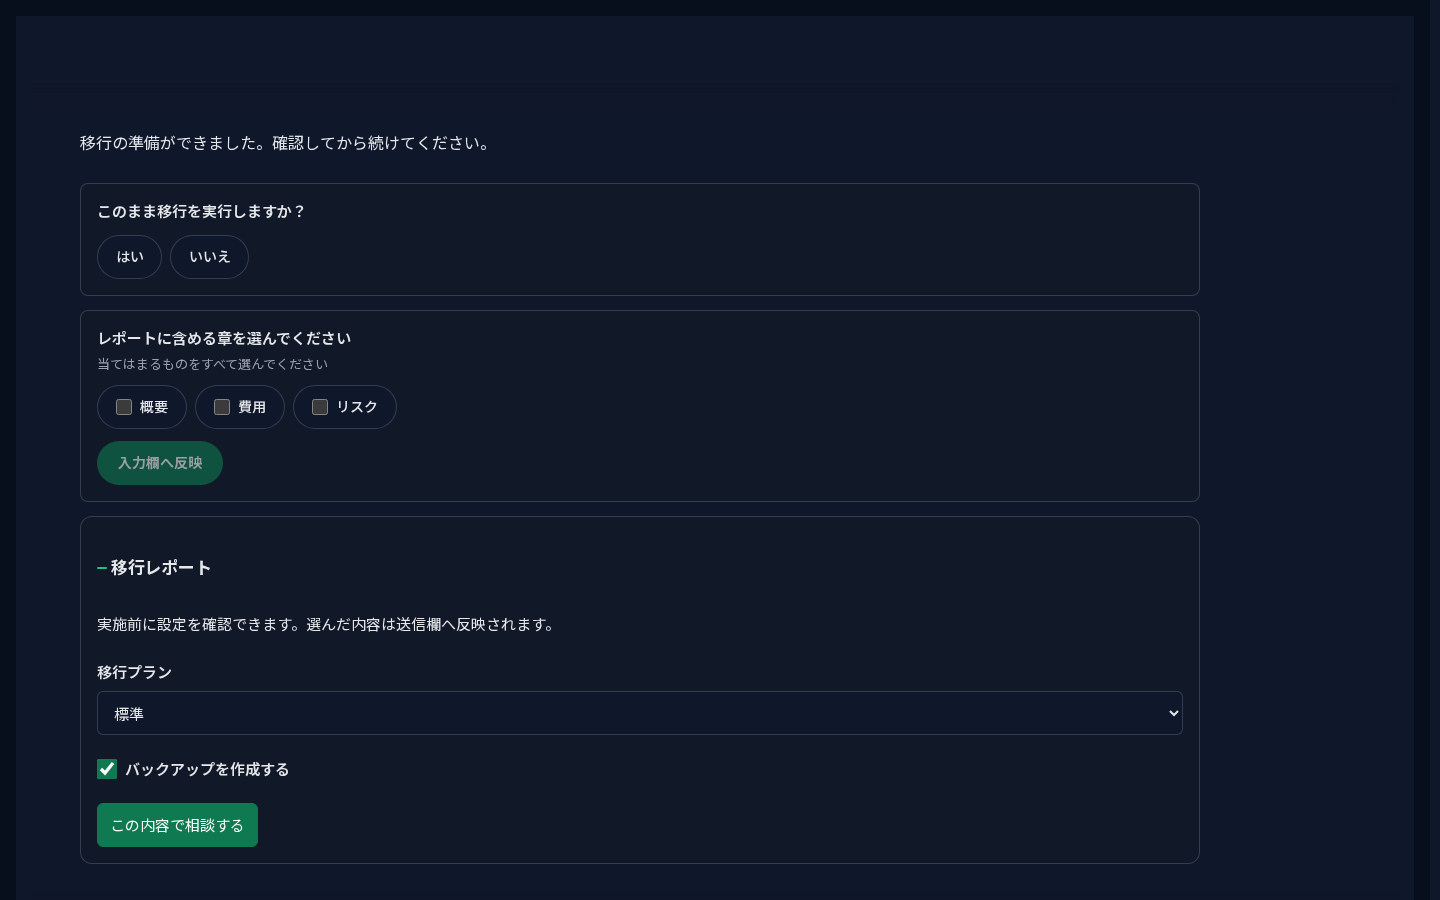 移行の準備ができました。確認してから続けてください。
このまま移行を実行しますか？
はい
いいえ
レポートに含める章を選んでください
当てはまるものをすべて選んでください
概要
費用
リスク
入力欄へ反映
移行レポート
実施前に設定を確認できます。選んだ内容は送信欄へ反映されます。
移行プラン
標準
バックアップを作成する
この内容で相談する